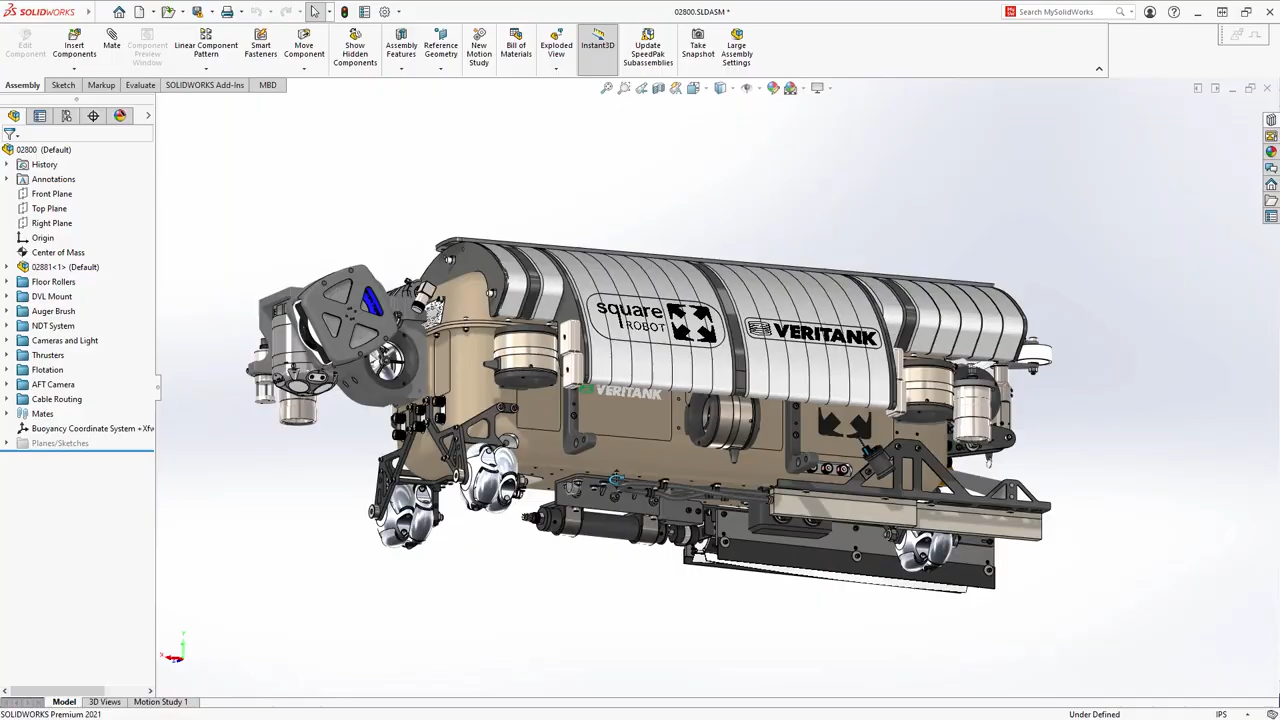 SOLIDWORKS
02800.SLDASM *
Search MySolidWorks
Edit Component
Insert Components
Mate
Component Preview Window
Linear Component Pattern
Smart Fasteners
Move Component
Show Hidden Components
Assembly Features
Reference Geometry
New Motion Study
Bill of Materials
Exploded View
Instant3D
Update SpeedPak Subassemblies
Take Snapshot
Large Assembly Settings
Assembly
Sketch
Markup
Evaluate
SOLIDWORKS Add-Ins
MBD
02800 (Default)
History
Annotations
Front Plane
Top Plane
Right Plane
Origin
Center of Mass
02881<1> (Default)
Floor Rollers
DVL Mount
Auger Brush
NDT System
Cameras and Light
Thrusters
Flotation
AFT Camera
Cable Routing
Mates
Buoyancy Coordinate System + Xfw
Planes/Sketches
square
ROBOT
VERITANK
VERITANK
Model
3D Views
Motion Study 1
SOLIDWORKS Premium 2021
Under Defined
IPS